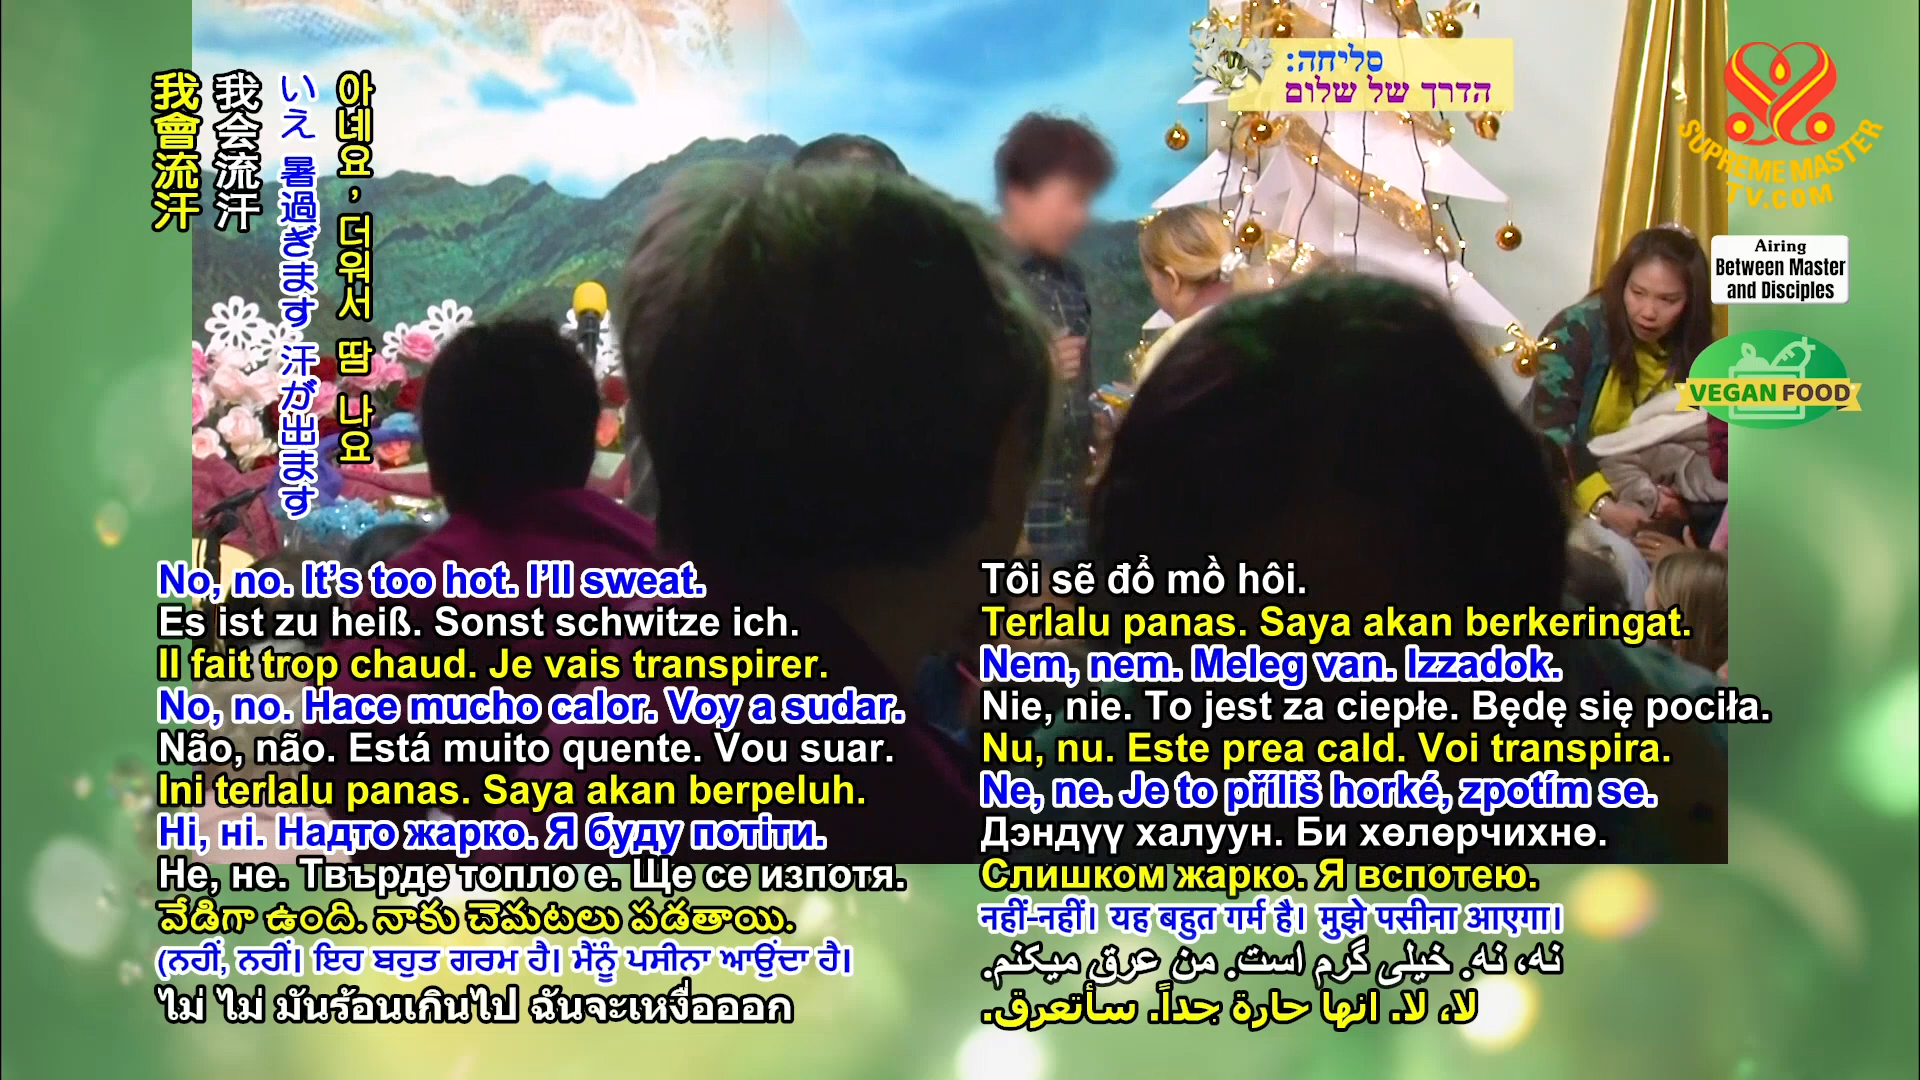 我會流汗
我会流汗
いえ 暑過ぎます 汗が出ます
아녜요, 더워서 땀 나요
סליחה:
הדרך של שלום
SUPREME MASTER
TV.COM
Airing
Between Master
and Disciples
VEGAN FOOD
No, no. It’s too hot. I’ll sweat.
Es ist zu heiß. Sonst schwitze ich.
Il fait trop chaud. Je vais transpirer.
No, no. Hace mucho calor. Voy a sudar.
Não, não. Está muito quente. Vou suar.
Ini terlalu panas. Saya akan berpeluh.
Ні, ні. Надто жарко. Я буду потіти.
Не, не. Твърде топло е. Ще се изпотя.
వేడిగా ఉంది. నాకు చెమటలు పడతాయి.
(ਨਹੀਂ, ਨਹੀਂ। ਇਹ ਬਹੁਤ ਗਰਮ ਹੈ। ਮੈਂਨੂੰ ਪਸੀਨਾ ਆਉਂਦਾ ਹੈ।
ไม่ ไม่ มันร้อนเกินไป ฉันจะเหงื่อออก
Tôi sẽ đổ mồ hôi.
Terlalu panas. Saya akan berkeringat.
Nem, nem. Meleg van. Izzadok.
Nie, nie. To jest za ciepłe. Będę się pociła.
Nu, nu. Este prea cald. Voi transpira.
Ne, ne. Je to příliš horké, zpotím se.
Дэндүү халуун. Би хөлөрчихнө.
Слишком жарко. Я вспотею.
नहीं-नहीं। यह बहुत गर्म है। मुझे पसीना आएगा।
نه، نه. خیلی گرم است. من عرق میکنم.
لا، لا. انها حارة جداً. سأتعرق.